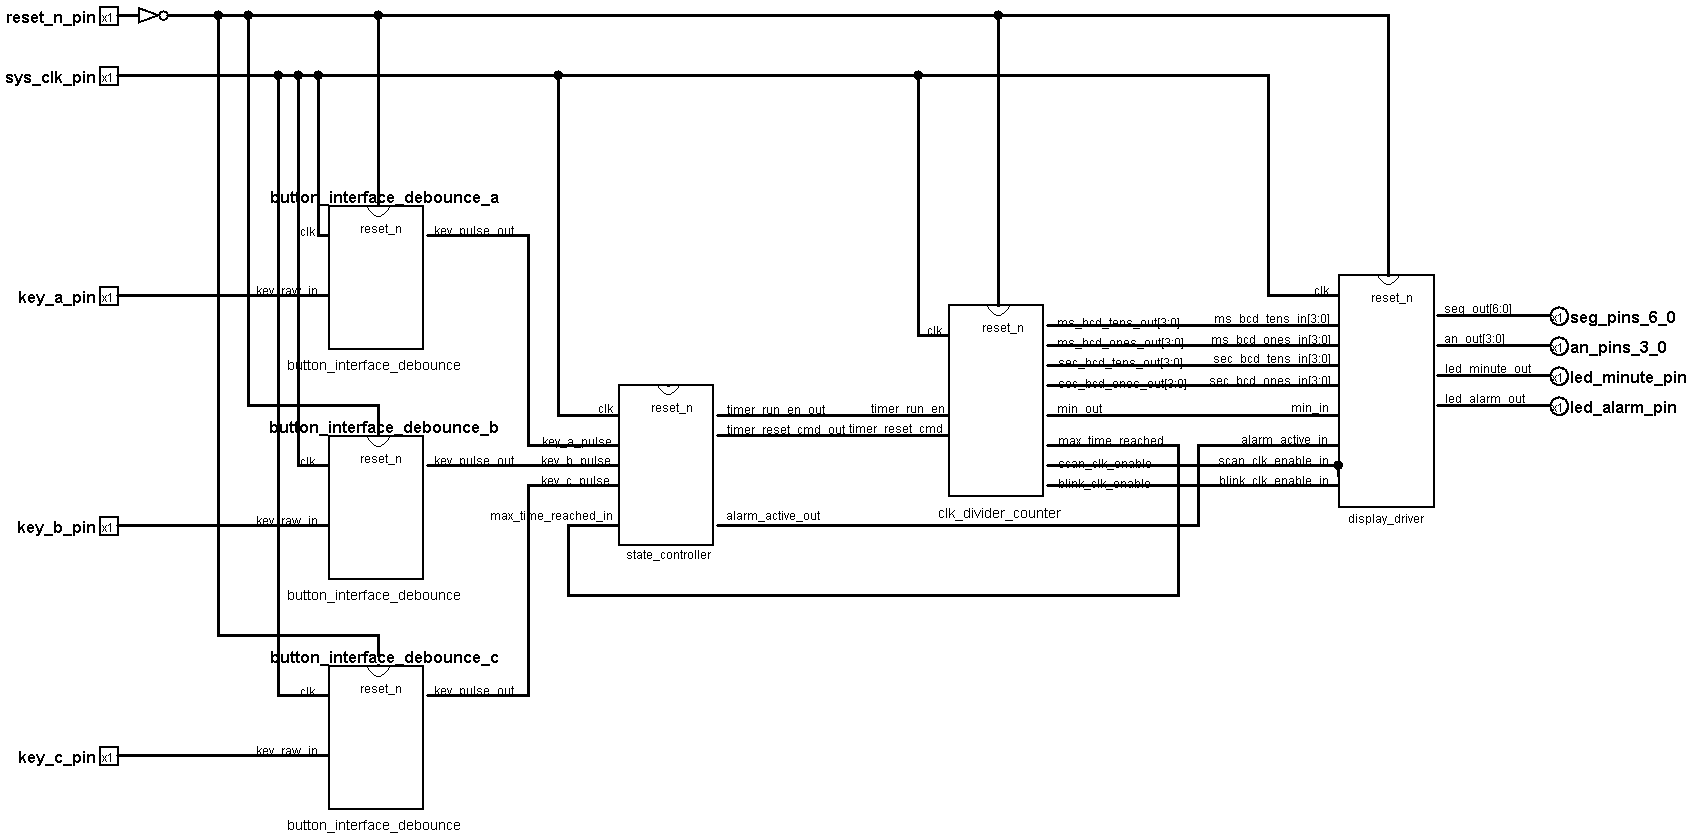 reset_n_pin x1
sys_clk_pin x1
button_interface_debounce_a
reset_n
clk
key_pulse_out
key_a_pin x1
key_raw_in
button_interface_debounce
button_interface_debounce_b
reset_n
clk
key_pulse_out
key_b_pin x1
key_raw_in
button_interface_debounce
button_interface_debounce_c
reset_n
clk
key_pulse_out
key_c_pin x1
key_raw_in
button_interface_debounce
reset_n
clk
key_a_pulse
key_b_pulse
key_c_pulse
max_time_reached_in
timer_run_en_out
timer_reset_cmd_out
alarm_active_out
state_controller
reset_n
clk
timer_run_en
timer_reset_cmd
ms_bcd_tens_out[3:0]
ms_bcd_ones_out[3:0]
sec_bcd_tens_out[3:0]
sec_bcd_ones_out[3:0]
min_out
max_time_reached
scan_clk_enable
blink_clk_enable
clk_divider_counter
reset_n
clk
ms_bcd_tens_in[3:0]
ms_bcd_ones_in[3:0]
sec_bcd_tens_in[3:0]
sec_bcd_ones_in[3:0]
min_in
alarm_active_in
scan_clk_enable_in
blink_clk_enable_in
display_driver
seg_out[6:0]
an_out[3:0]
led_minute_out
led_alarm_out
x1 seg_pins_6_0
x1 an_pins_3_0
x1 led_minute_pin
x1 led_alarm_pin